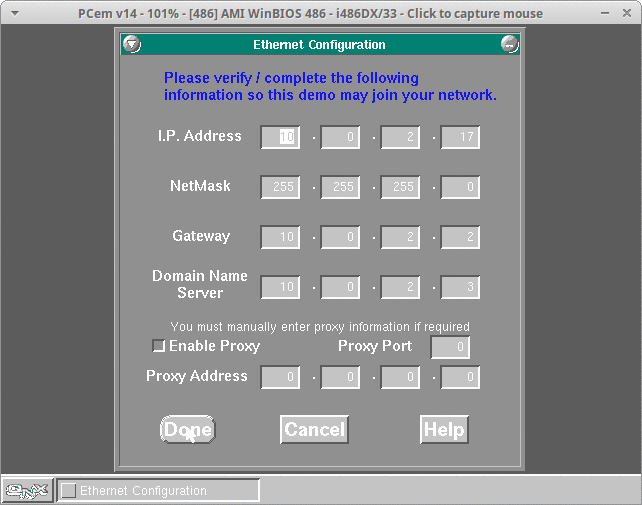 PCem v14 - 101% - [486] AMI WinBIOS 486 - i486DX/33 - Click to capture mouse
Ethernet Configuration
Please verify / complete the following
information so this demo may join your network.
I.P. Address 10 . 0 . 2 . 17
NetMask 255 . 255 . 255 . 0
Gateway 10 . 0 . 2 . 2
Domain Name
Server 10 . 0 . 2 . 3
You must manually enter proxy information if required
Enable Proxy Proxy Port 0
Proxy Address 0 . 0 . 0 . 0
Done Cancel Help
QNX Ethernet Configuration